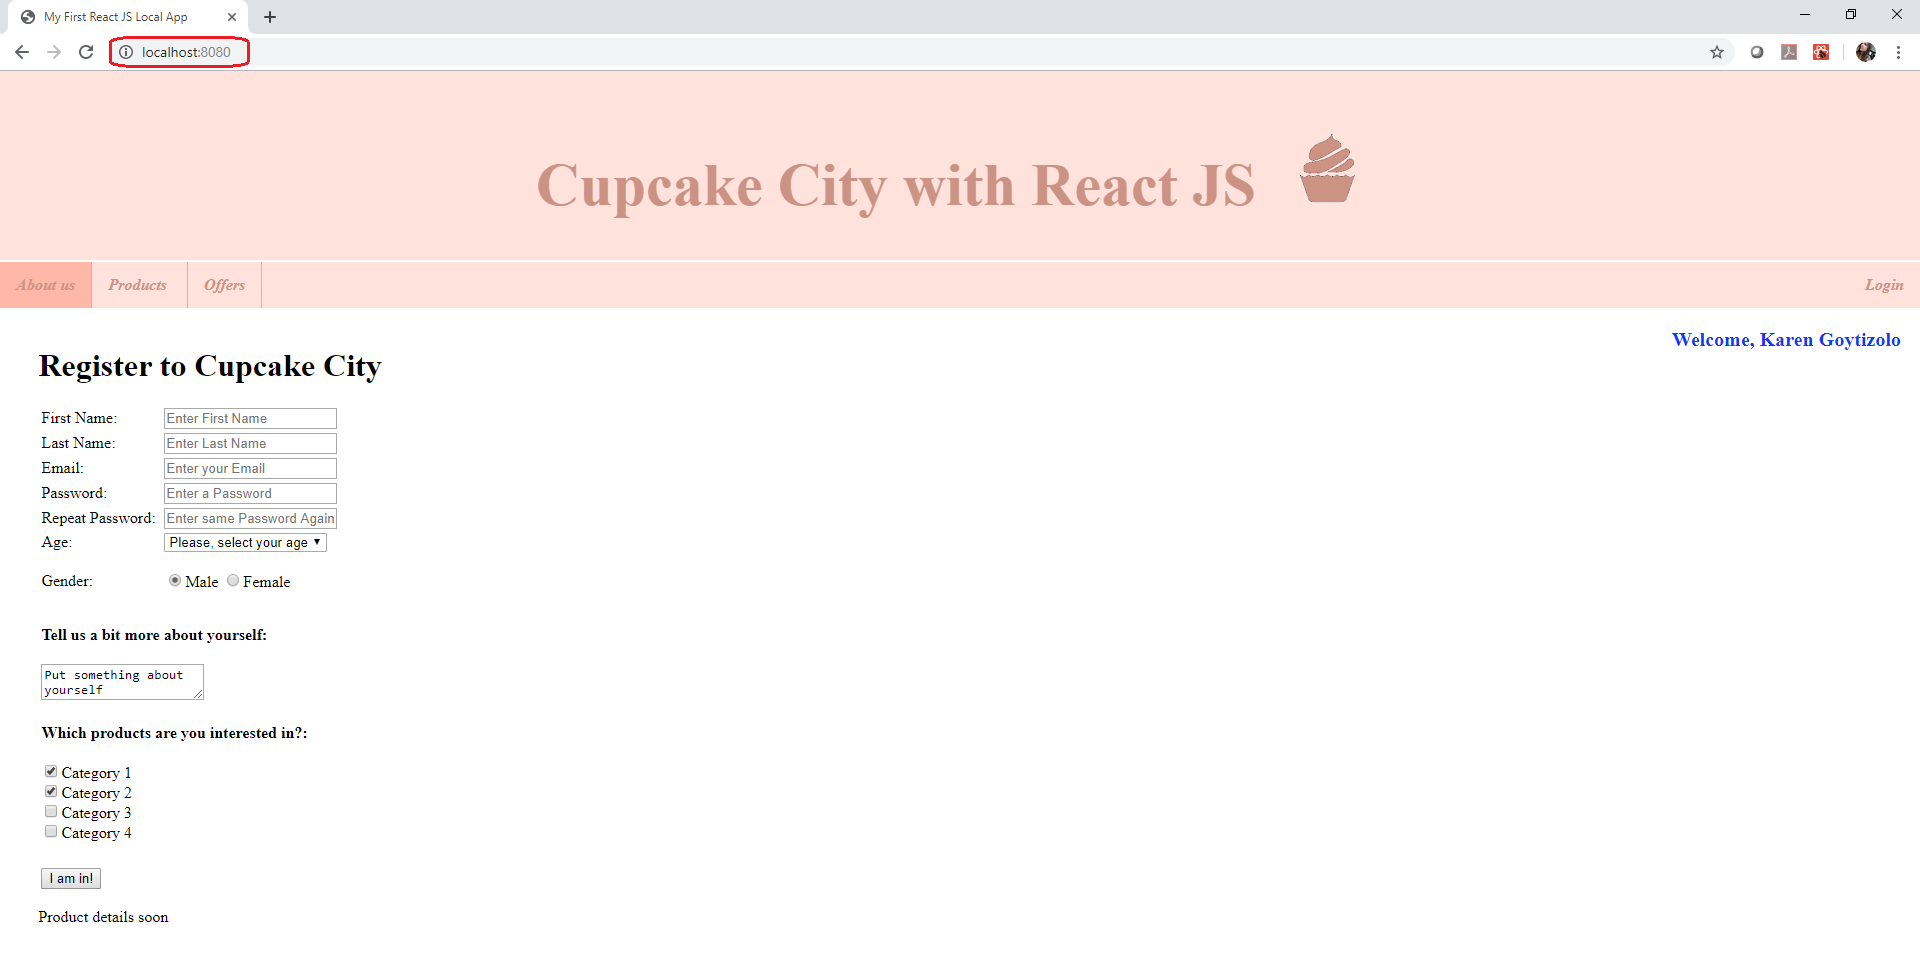 My First React JS Local App
localhost:8080
Cupcake City with React JS
About us Products Offers Login
Welcome, Karen Goytizolo
Register to Cupcake City
First Name: Enter First Name
Last Name: Enter Last Name
Email: Enter your Email
Password: Enter a Password
Repeat Password: Enter same Password Again
Age: Please, select your age
Gender: Male Female
Tell us a bit more about yourself:
Put something about
yourself
Which products are you interested in?:
Category 1
Category 2
Category 3
Category 4
I am in!
Product details soon